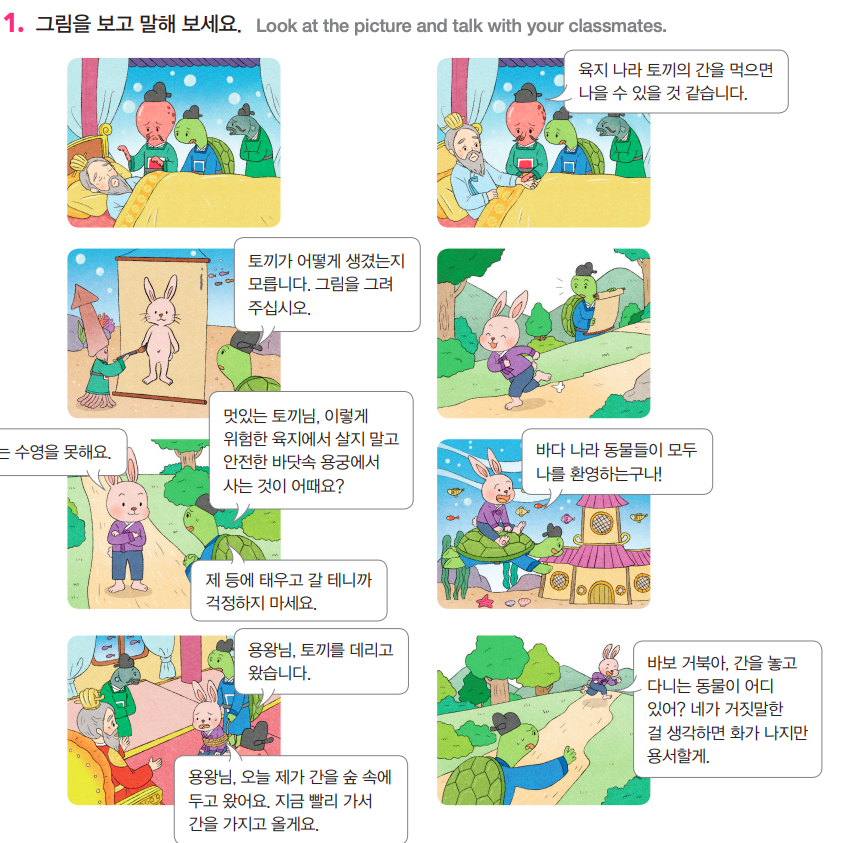 1. 그림을 보고 말해 보세요. Look at the picture and talk with your classmates.
육지 나라 토끼의 간을 먹으면
나을 수 있을 것 같습니다.
토끼가 어떻게 생겼는지
모릅니다. 그림을 그려
주십시오.
멋있는 토끼님, 이렇게
위험한 육지에서 살지 말고
안전한 바닷속 용궁에서
사는 것이 어때요?
는 수영을 못해요.
제 등에 태우고 갈 테니까
걱정하지 마세요.
바다 나라 동물들이 모두
나를 환영하는구나!
용왕님, 토끼를 데리고
왔습니다.
용왕님, 오늘 제가 간을 숲 속에
두고 왔어요. 지금 빨리 가서
간을 가지고 올게요.
바보 거북아, 간을 놓고
다니는 동물이 어디
있어? 네가 거짓말한
걸 생각하면 화가 나지만
용서할게.